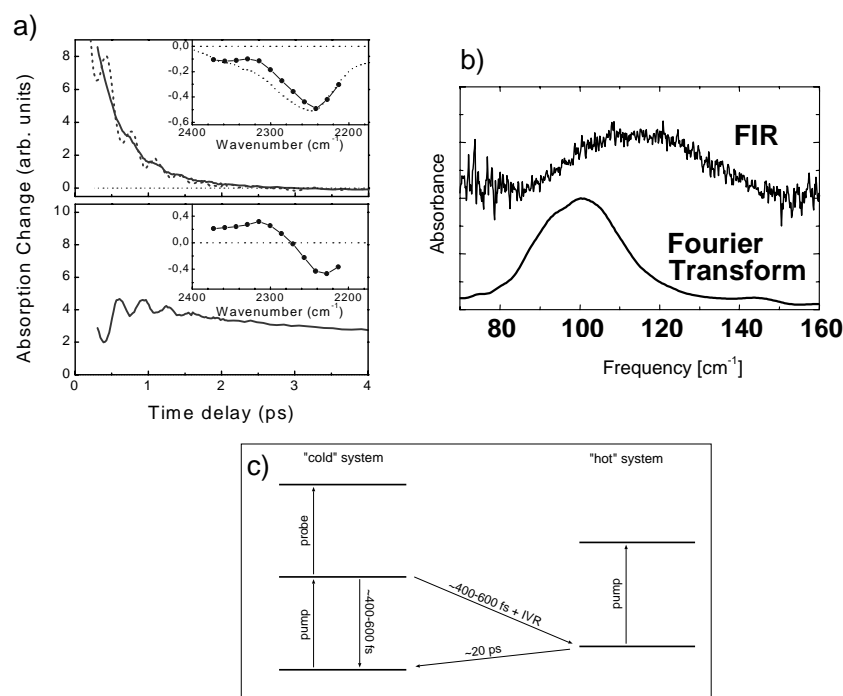 a)
Absorption Change (arb. units)
8
6
4
2
0
0,0
-0,2
-0,4
-0,6
2400 2300 2200
Wavenumber (cm⁻¹)
10
8
6
4
2
0
0,4
0,0
-0,4
2400 2300 2200
Wavenumber (cm⁻¹)
0 1 2 3 4
Time delay (ps)
b)
Absorbance
FIR
Fourier
Transform
80 100 120 140 160
Frequency [cm⁻¹]
c)
"cold" system
"hot" system
probe
pump
~400-600 fs
~400-600 fs + IVR
~20 ps
pump